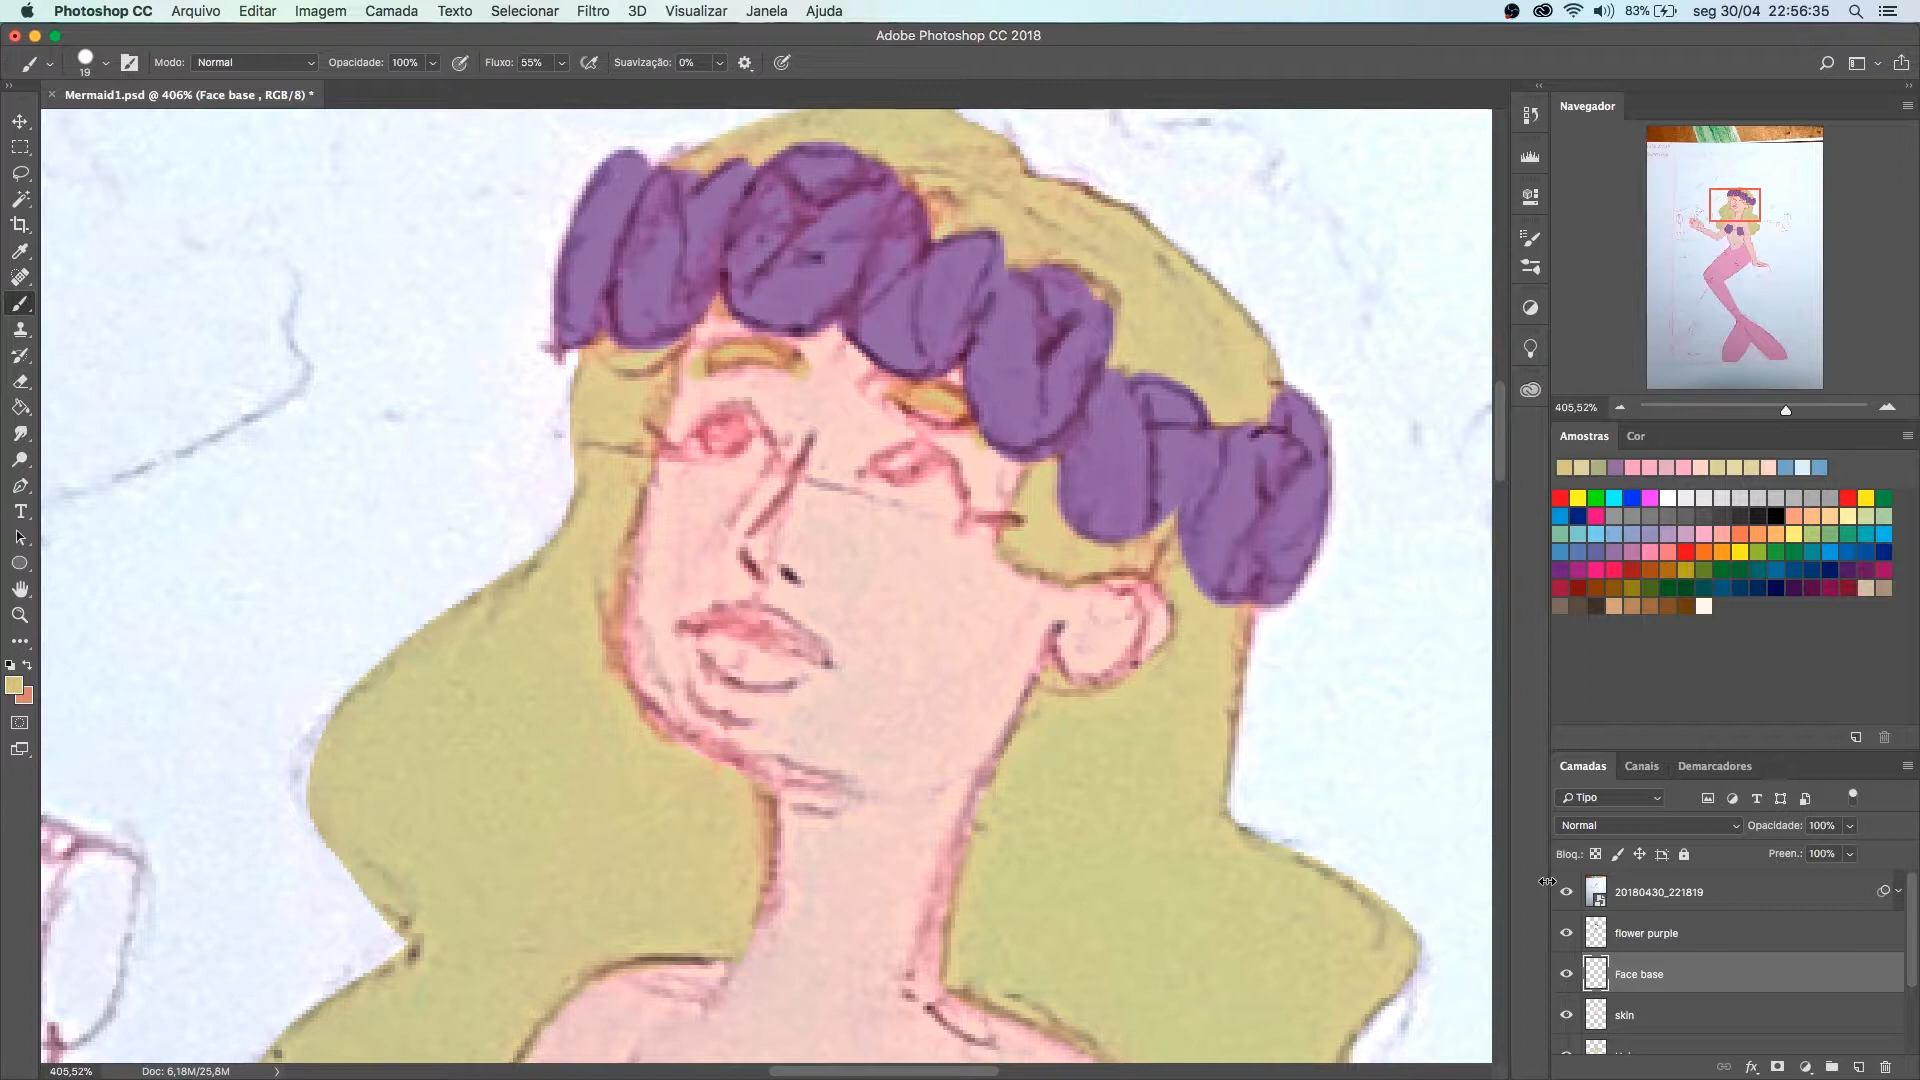 Photoshop CC Arquivo Editar Imagem Camada Texto Selecionar Filtro 3D Visualizar Janela Ajuda 83% seg 30/04 22:56:35
Adobe Photoshop CC 2018
19 Modo: Normal Opacidade: 100% Fluxo: 55% Suavização: 0%
Mermaid1.psd @ 406% (Face base , RGB/8) *
Navegador
405,52%
Amostras Cor
Camadas Canais Demarcadores
Tipo
Normal Opacidade: 100%
Bloq.: Preen.: 100%
20180430_221819
flower purple
Face base
skin
405,52% Doc: 6,18M/25,8M